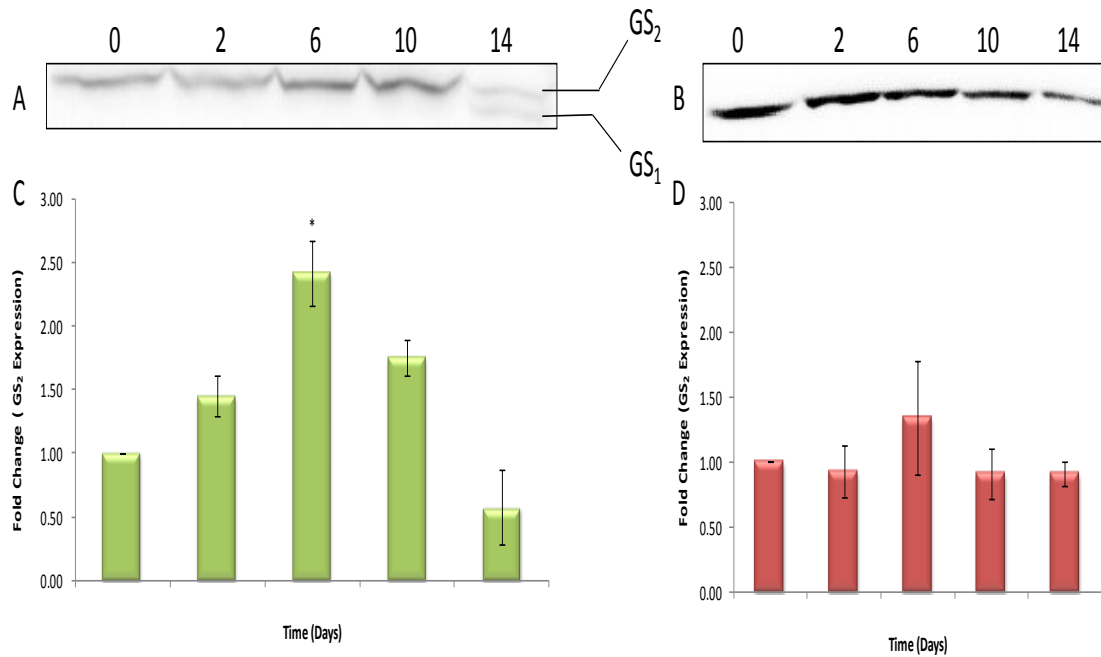 0 2 6 10 14
A
GS₂
GS₁
0 2 6 10 14
B
C
3.00
2.50
2.00
1.50
1.00
0.50
0.00
Fold Change ( GS₂ Expression)
*
Time (Days)
D
3.00
2.50
2.00
1.50
1.00
0.50
0.00
Fold Change (GS₂ Expression)
Time (Days)